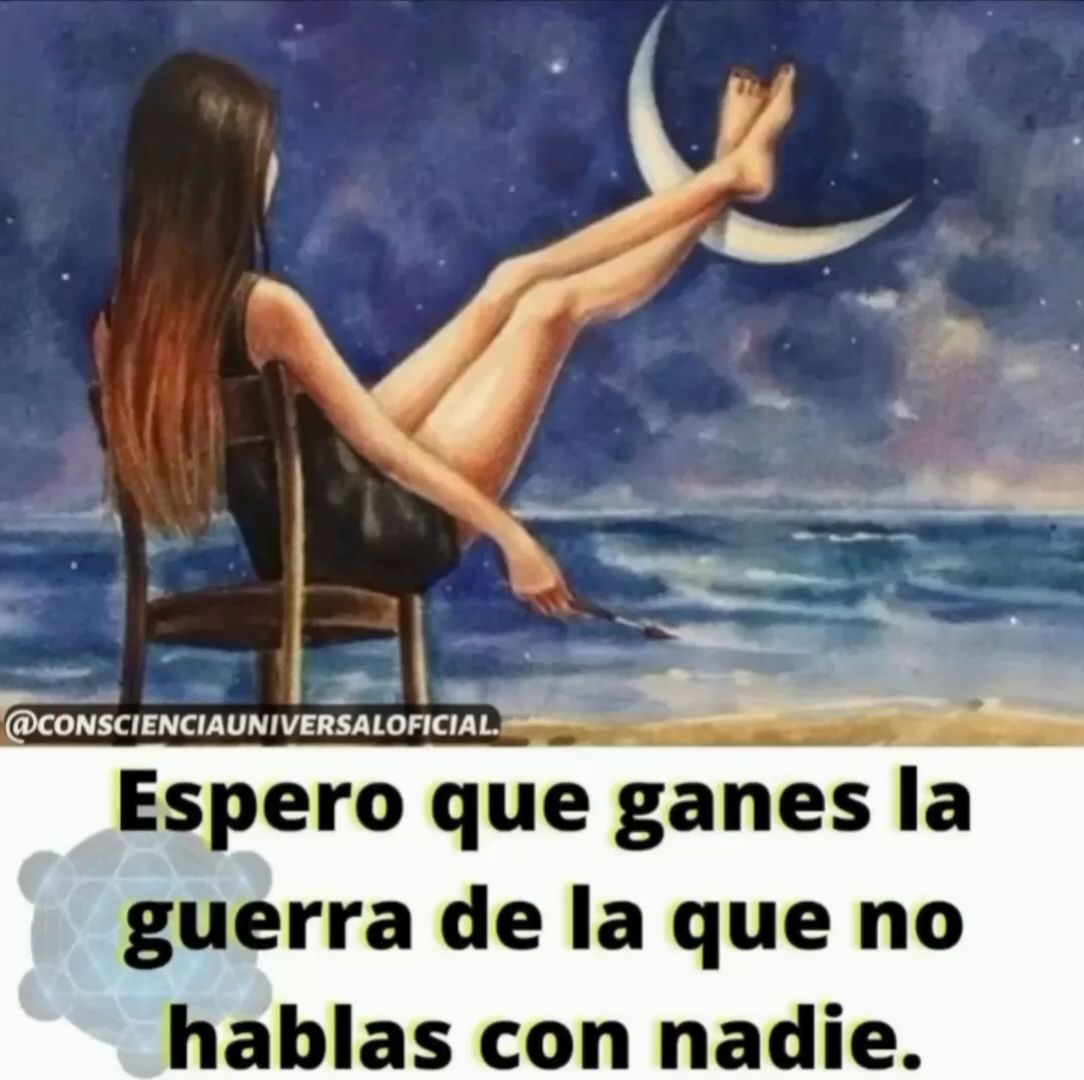 @CONSCIENCIAUNIVERSALOFICIAL.
Espero que ganes la
guerra de la que no
hablas con nadie.